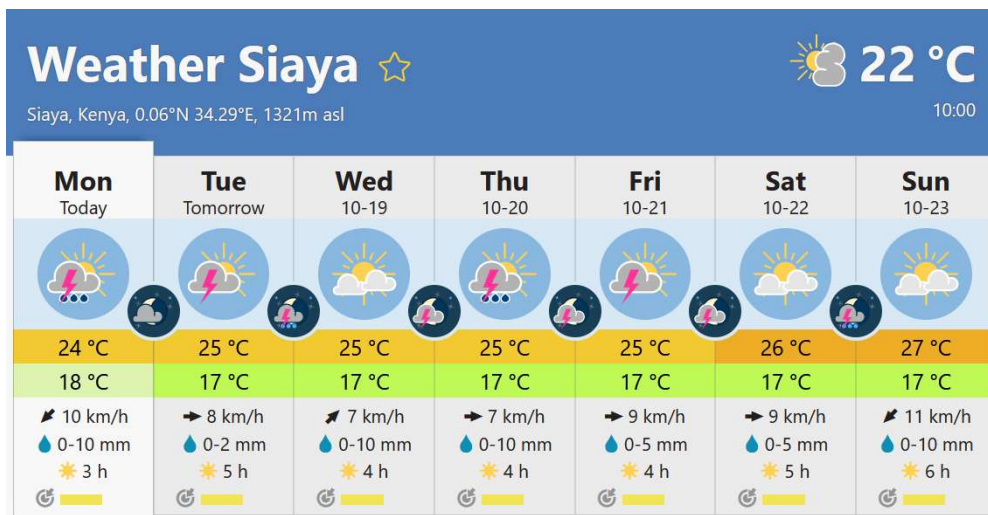 Weather Siaya
22 °C
Siaya, Kenya, 0.06°N 34.29°E, 1321m asl
10:00
Mon Tue Wed Thu Fri Sat Sun
Today Tomorrow 10-19 10-20 10-21 10-22 10-23
24 °C 25 °C 25 °C 25 °C 25 °C 26 °C 27 °C
18 °C 17 °C 17 °C 17 °C 17 °C 17 °C 17 °C
10 km/h 8 km/h 7 km/h 7 km/h 9 km/h 9 km/h 11 km/h
0-10 mm 0-2 mm 0-10 mm 0-10 mm 0-5 mm 0-5 mm 0-10 mm
3 h 5 h 4 h 4 h 4 h 5 h 6 h